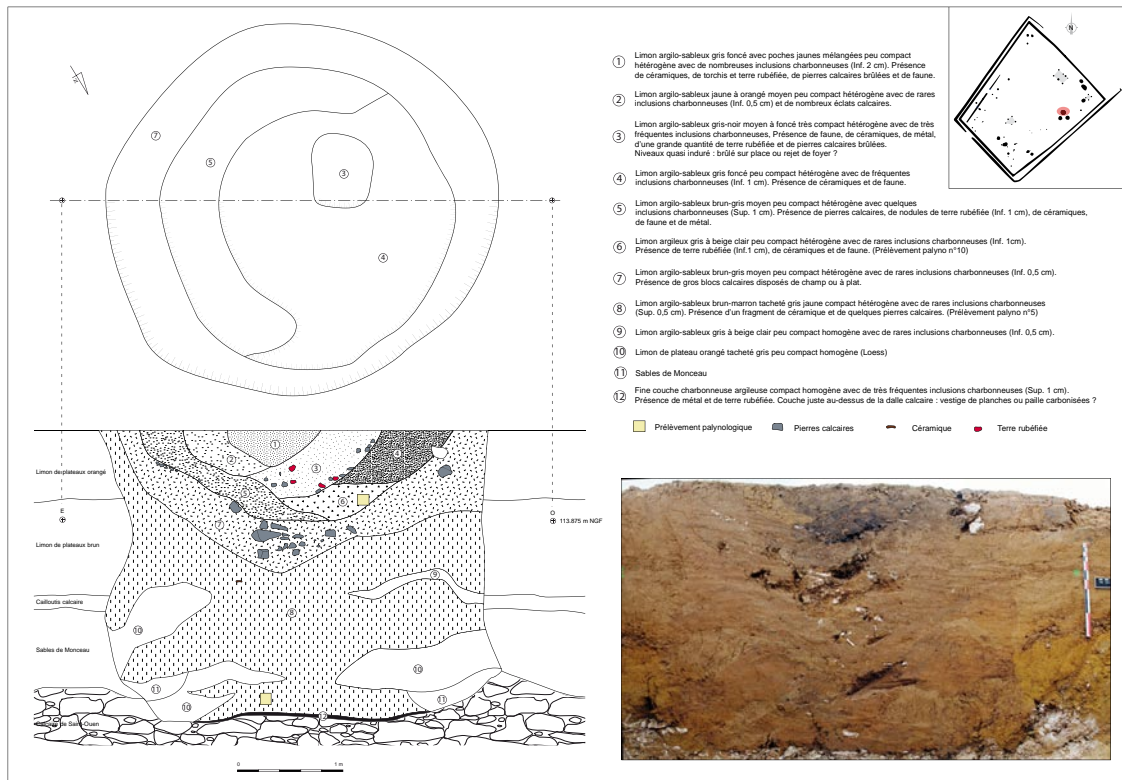 N
N
7
5
3
4
1 Limon argilo-sableux gris foncé avec poches jaunes mélangées peu compact
hétérogène avec de nombreuses inclusions charbonneuses (Inf. 2 cm). Présence
de céramiques, de torchis et terre rubéfiée, de pierres calcaires brûlées et de faune.
2 Limon argilo-sableux jaune à orangé moyen peu compact hétérogène avec de rares
inclusions charbonneuses (Inf. 0,5 cm) et de nombreux éclats calcaires.
3 Limon argilo-sableux gris-noir moyen à foncé très compact hétérogène avec de très
fréquentes inclusions charbonneuses, Présence de faune, de céramiques, de métal,
d'une grande quantité de terre rubéfiée et de pierres calcaires brûlées.
Niveaux quasi induré : brûlé sur place ou rejet de foyer ?
4 Limon argilo-sableux gris foncé peu compact hétérogène avec de fréquentes
inclusions charbonneuses (Inf. 1 cm). Présence de céramiques et de faune.
5 Limon argilo-sableux brun-gris moyen peu compact hétérogène avec quelques
inclusions charbonneuses (Sup. 1 cm). Présence de pierres calcaires, de nodules de terre rubéfiée (Inf. 1 cm), de céramiques,
de faune et de métal.
6 Limon argileux gris à beige clair peu compact hétérogène avec de rares inclusions charbonneuses (Inf. 1cm).
Présence de terre rubéfiée (Inf.1 cm), de céramiques et de faune. (Prélèvement palyno n°10)
7 Limon argilo-sableux brun-gris moyen peu compact hétérogène avec de rares inclusions charbonneuses (Inf. 0,5 cm).
Présence de gros blocs calcaires disposés de champ ou à plat.
8 Limon argilo-sableux brun-marron tacheté gris jaune compact hétérogène avec de rares inclusions charbonneuses
(Sup. 0,5 cm). Présence d'un fragment de céramique et de quelques pierres calcaires. (Prélèvement palyno n°5)
9 Limon argilo-sableux gris à beige clair peu compact homogène avec de rares inclusions charbonneuses (Inf. 0,5 cm).
10 Limon de plateau orangé tacheté gris peu compact homogène (Loess)
11 Sables de Monceau
12 Fine couche charbonneuse argileuse compact homogène avec de très fréquentes inclusions charbonneuses (Sup. 1 cm).
Présence de métal et de terre rubéfiée. Couche juste au-dessus de la dalle calcaire : vestige de planches ou paille carbonisées ?
Prélèvement palynologique Pierres calcaires Céramique Terre rubéfiée
1
2
4
3
Limon de plateaux orangé
5
6
E
O
7
113.875 m NGF
Limon de plateaux brun
9
Cailloutis calcaire
8
10
Sables de Monceau
10
11
11
10
12
Calcaire de Saint-Ouen
0 1 m